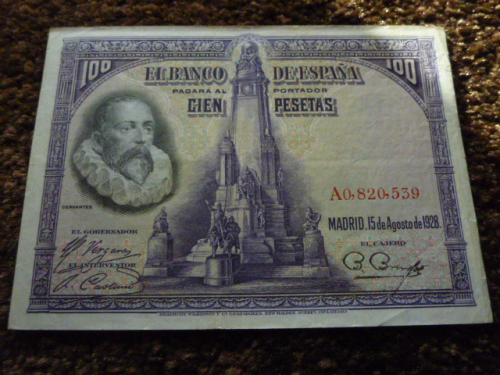 100 EL BANCO DE ESPAÑA 100
PAGARA AL PORTADOR
CIEN PESETAS
A0,820,539
CERVANTES
MADRID, 15 de Agosto de 1928.
EL GOBERNADOR
EL CAJERO
EL INTERVENTOR